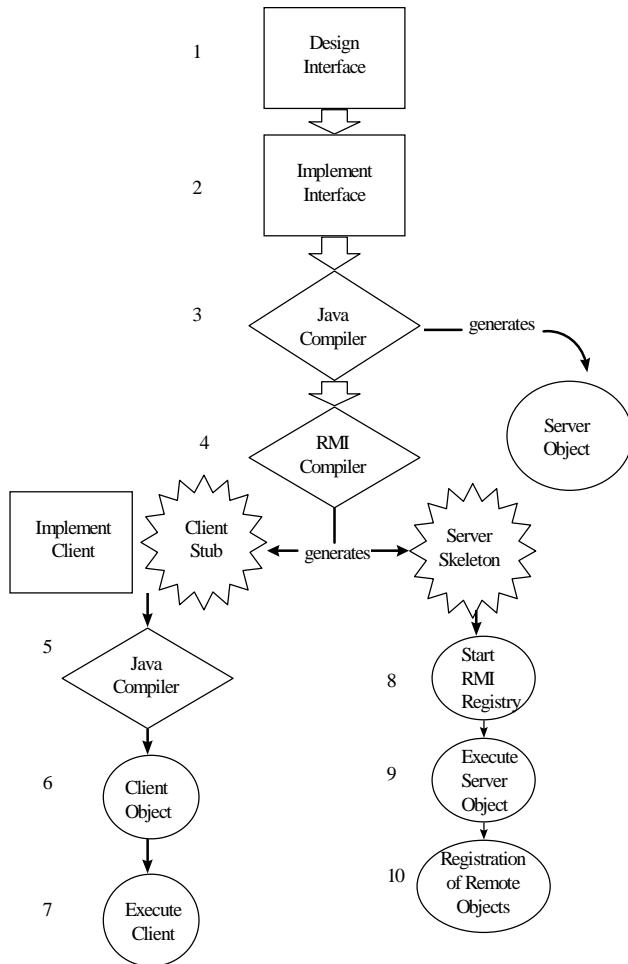 1
Design
Interface
2
Implement
Interface
3
Java
Compiler
generates
Server
Object
4
RMI
Compiler
Implement
Client
Client
Stub
generates
Server
Skeleton
5
Java
Compiler
8
Start
RMI
Registry
6
Client
Object
9
Execute
Server
Object
7
Execute
Client
10
Registration
of Remote
Objects